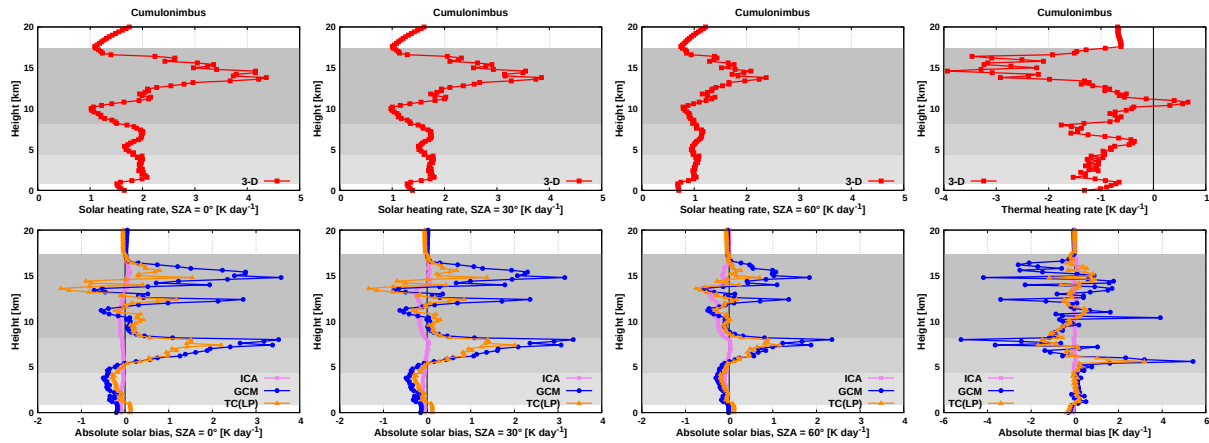 Cumulonimbus
20
15
10
5
0
Height [km]
3-D
0 1 2 3 4 5
Solar heating rate, SZA = 0° [K day⁻¹]
Cumulonimbus
20
15
10
5
0
Height [km]
3-D
0 1 2 3 4 5
Solar heating rate, SZA = 30° [K day⁻¹]
Cumulonimbus
20
15
10
5
0
Height [km]
3-D
0 1 2 3 4 5
Solar heating rate, SZA = 60° [K day⁻¹]
Cumulonimbus
20
15
10
5
0
Height [km]
3-D
-4 -3 -2 -1 0 1
Thermal heating rate [K day⁻¹]
20
15
10
5
0
Height [km]
ICA
GCM
TC(LP)
-2 -1 0 1 2 3 4
Absolute solar bias, SZA = 0° [K day⁻¹]
20
15
10
5
0
Height [km]
ICA
GCM
TC(LP)
-2 -1 0 1 2 3 4
Absolute solar bias, SZA = 30° [K day⁻¹]
20
15
10
5
0
Height [km]
ICA
GCM
TC(LP)
-2 -1 0 1 2 3 4
Absolute solar bias, SZA = 60° [K day⁻¹]
20
15
10
5
0
Height [km]
ICA
GCM
TC(LP)
-6 -4 -2 0 2 4 6
Absolute thermal bias [K day⁻¹]